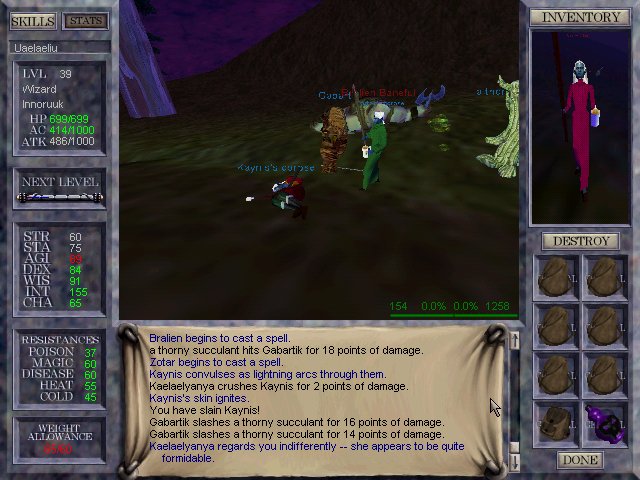 SKILLS
STATS
Uaelaeliu
LVL 39
Wizard
Innoruuk
HP 699/699
AC 414/1000
ATK 486/1000
NEXT LEVEL
STR 60
STA 75
AGI 69
DEX 84
WIS 91
INT 155
CHA 65
RESISTANCES
POISON 37
MAGIC 60
DISEASE 60
HEAT 55
COLD 45
WEIGHT
ALLOWANCE
Bralien Baneful
Kaynis's corpse
154 0.0% 0.0% 1258
Bralien begins to cast a spell.
a thorny succulant hits Gabartik for 18 points of damage.
Zotar begins to cast a spell.
Kaynis convulses as lightning arcs through them.
Kaelaelyanya crushes Kaynis for 2 points of damage.
Kaynis's skin ignites.
You have slain Kaynis!
Gabartik slashes a thorny succulant for 16 points of damage.
Gabartik slashes a thorny succulant for 14 points of damage.
Kaelaelyanya regards you indifferently -- she appears to be quite
formidable.
INVENTORY
DESTROY
DONE